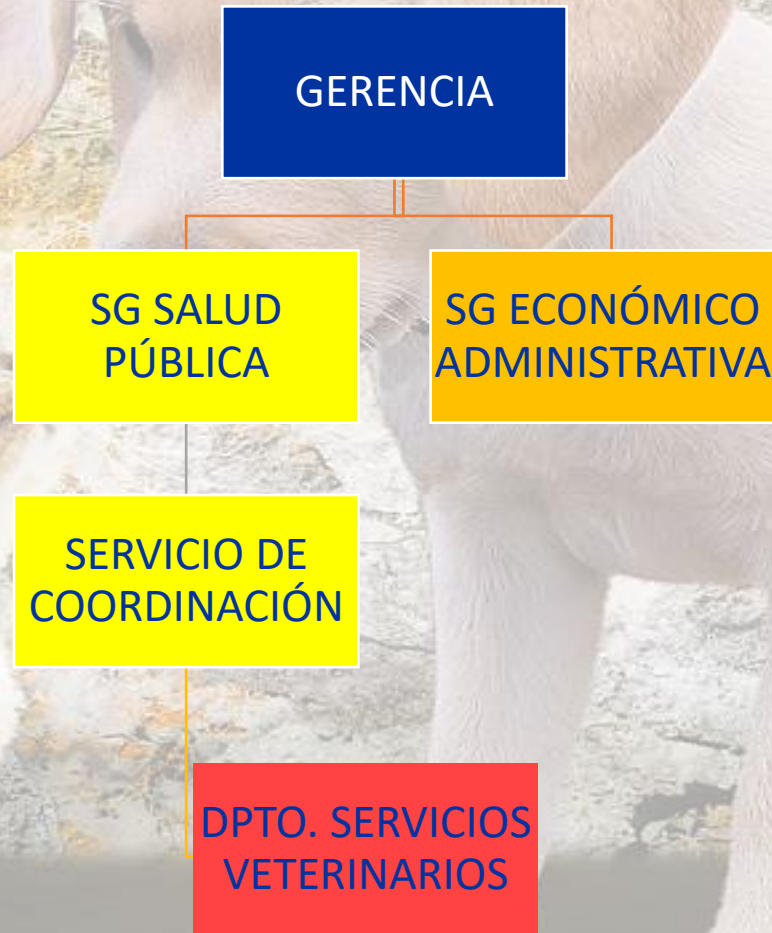 GERENCIA
SG SALUD
PÚBLICA
SG ECONÓMICO
ADMINISTRATIVA
SERVICIO DE
COORDINACIÓN
DPTO. SERVICIOS
VETERINARIOS